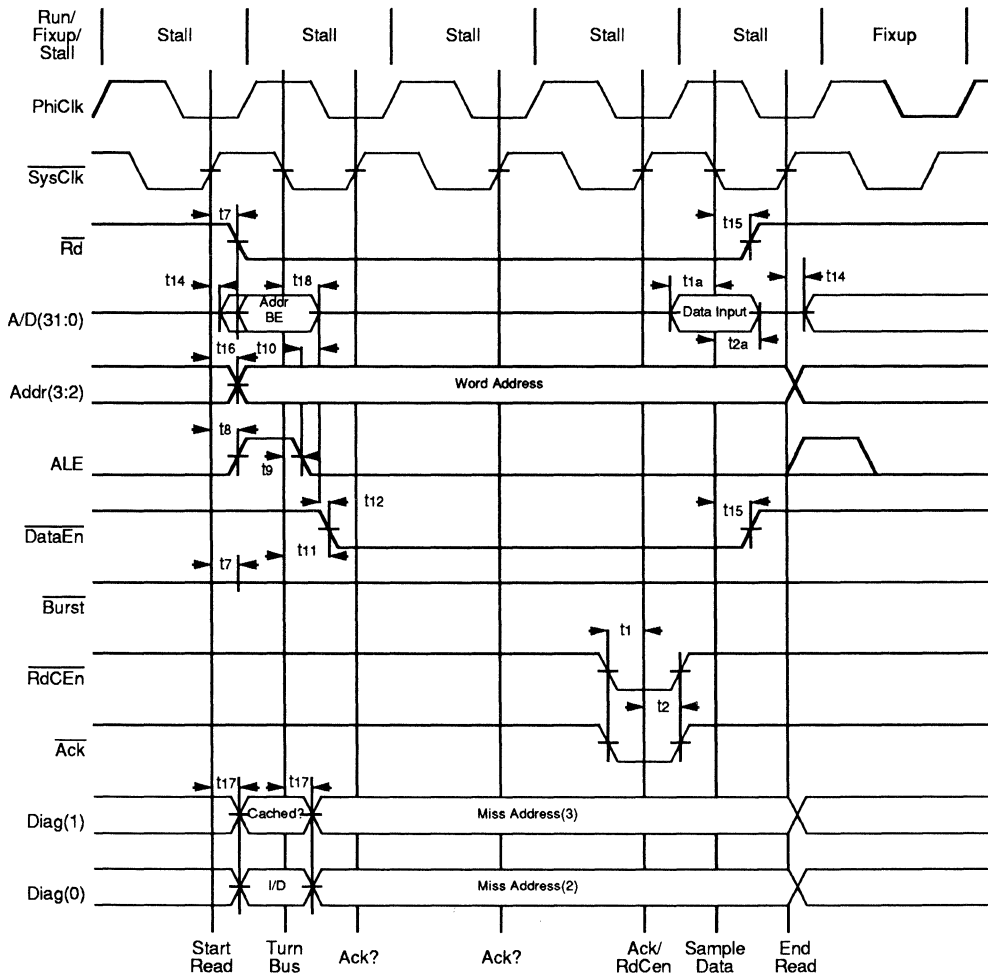 Run/
Fixup/
Stall
Stall
Stall
Stall
Stall
Stall
Fixup
PhiClk
SysClk
t7
t15
Rd
t14
t18
t1a
t14
Addr
BE
Data Input
A/D(31:0)
t2a
t16
t10
Addr(3:2)
Word Address
t8
ALE
t9
t12
t15
DataEn
t11
t7
Burst
t1
RdCEn
t2
Ack
t17
t17
Cached?
Miss Address(3)
Diag(1)
I/D
Miss Address(2)
Diag(0)
Start
Read
Turn
Bus
Ack?
Ack?
Ack/
RdCen
Sample
Data
End
Read